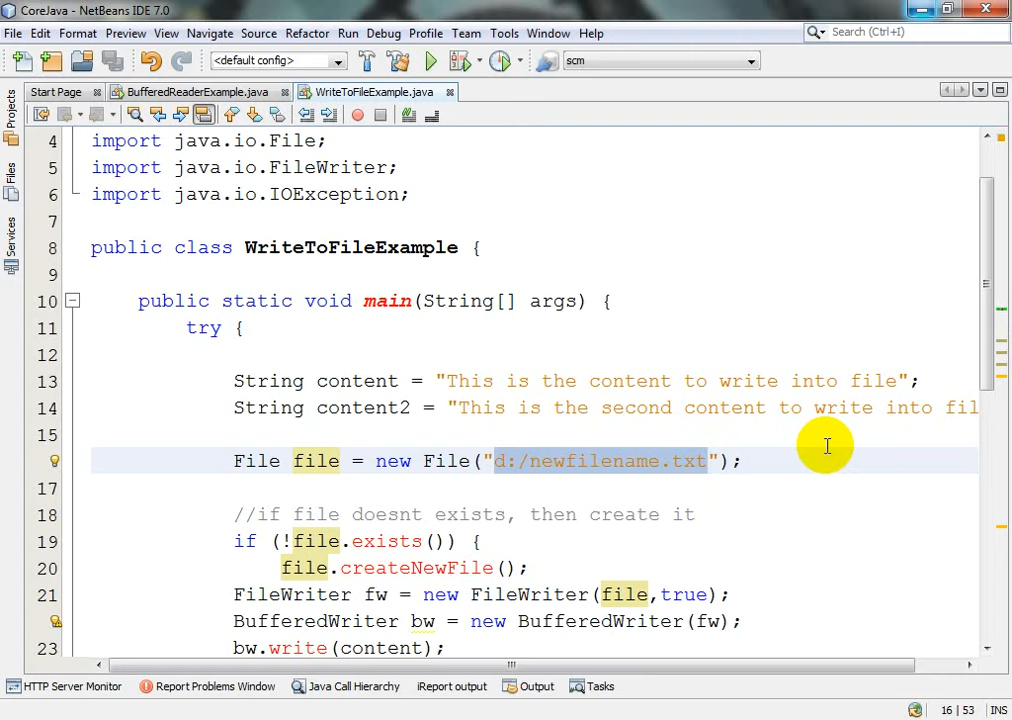 CoreJava - NetBeans IDE 7.0
File Edit Format Preview View Navigate Source Refactor Run Debug Profile Team Tools Window Help
Search (Ctrl+I)
<default config>
scm
Start Page
BufferedReaderExample.java
WriteToFileExample.java
Projects
Files
Services
4 import java.io.File;
5 import java.io.FileWriter;
6 import java.io.IOException;
7
8 public class WriteToFileExample {
9
10 public static void main(String[] args) {
11 try {
12
13 String content = "This is the content to write into file";
14 String content2 = "This is the second content to write into fil
15
File file = new File("d:/newfilename.txt");
17
18 //if file doesnt exists, then create it
19 if (!file.exists()) {
20 file.createNewFile();
21 FileWriter fw = new FileWriter(file,true);
BufferedWriter bw = new BufferedWriter(fw);
23 bw.write(content);
HTTP Server Monitor
Report Problems Window
Java Call Hierarchy
iReport output
Output
Tasks
16 | 53
INS